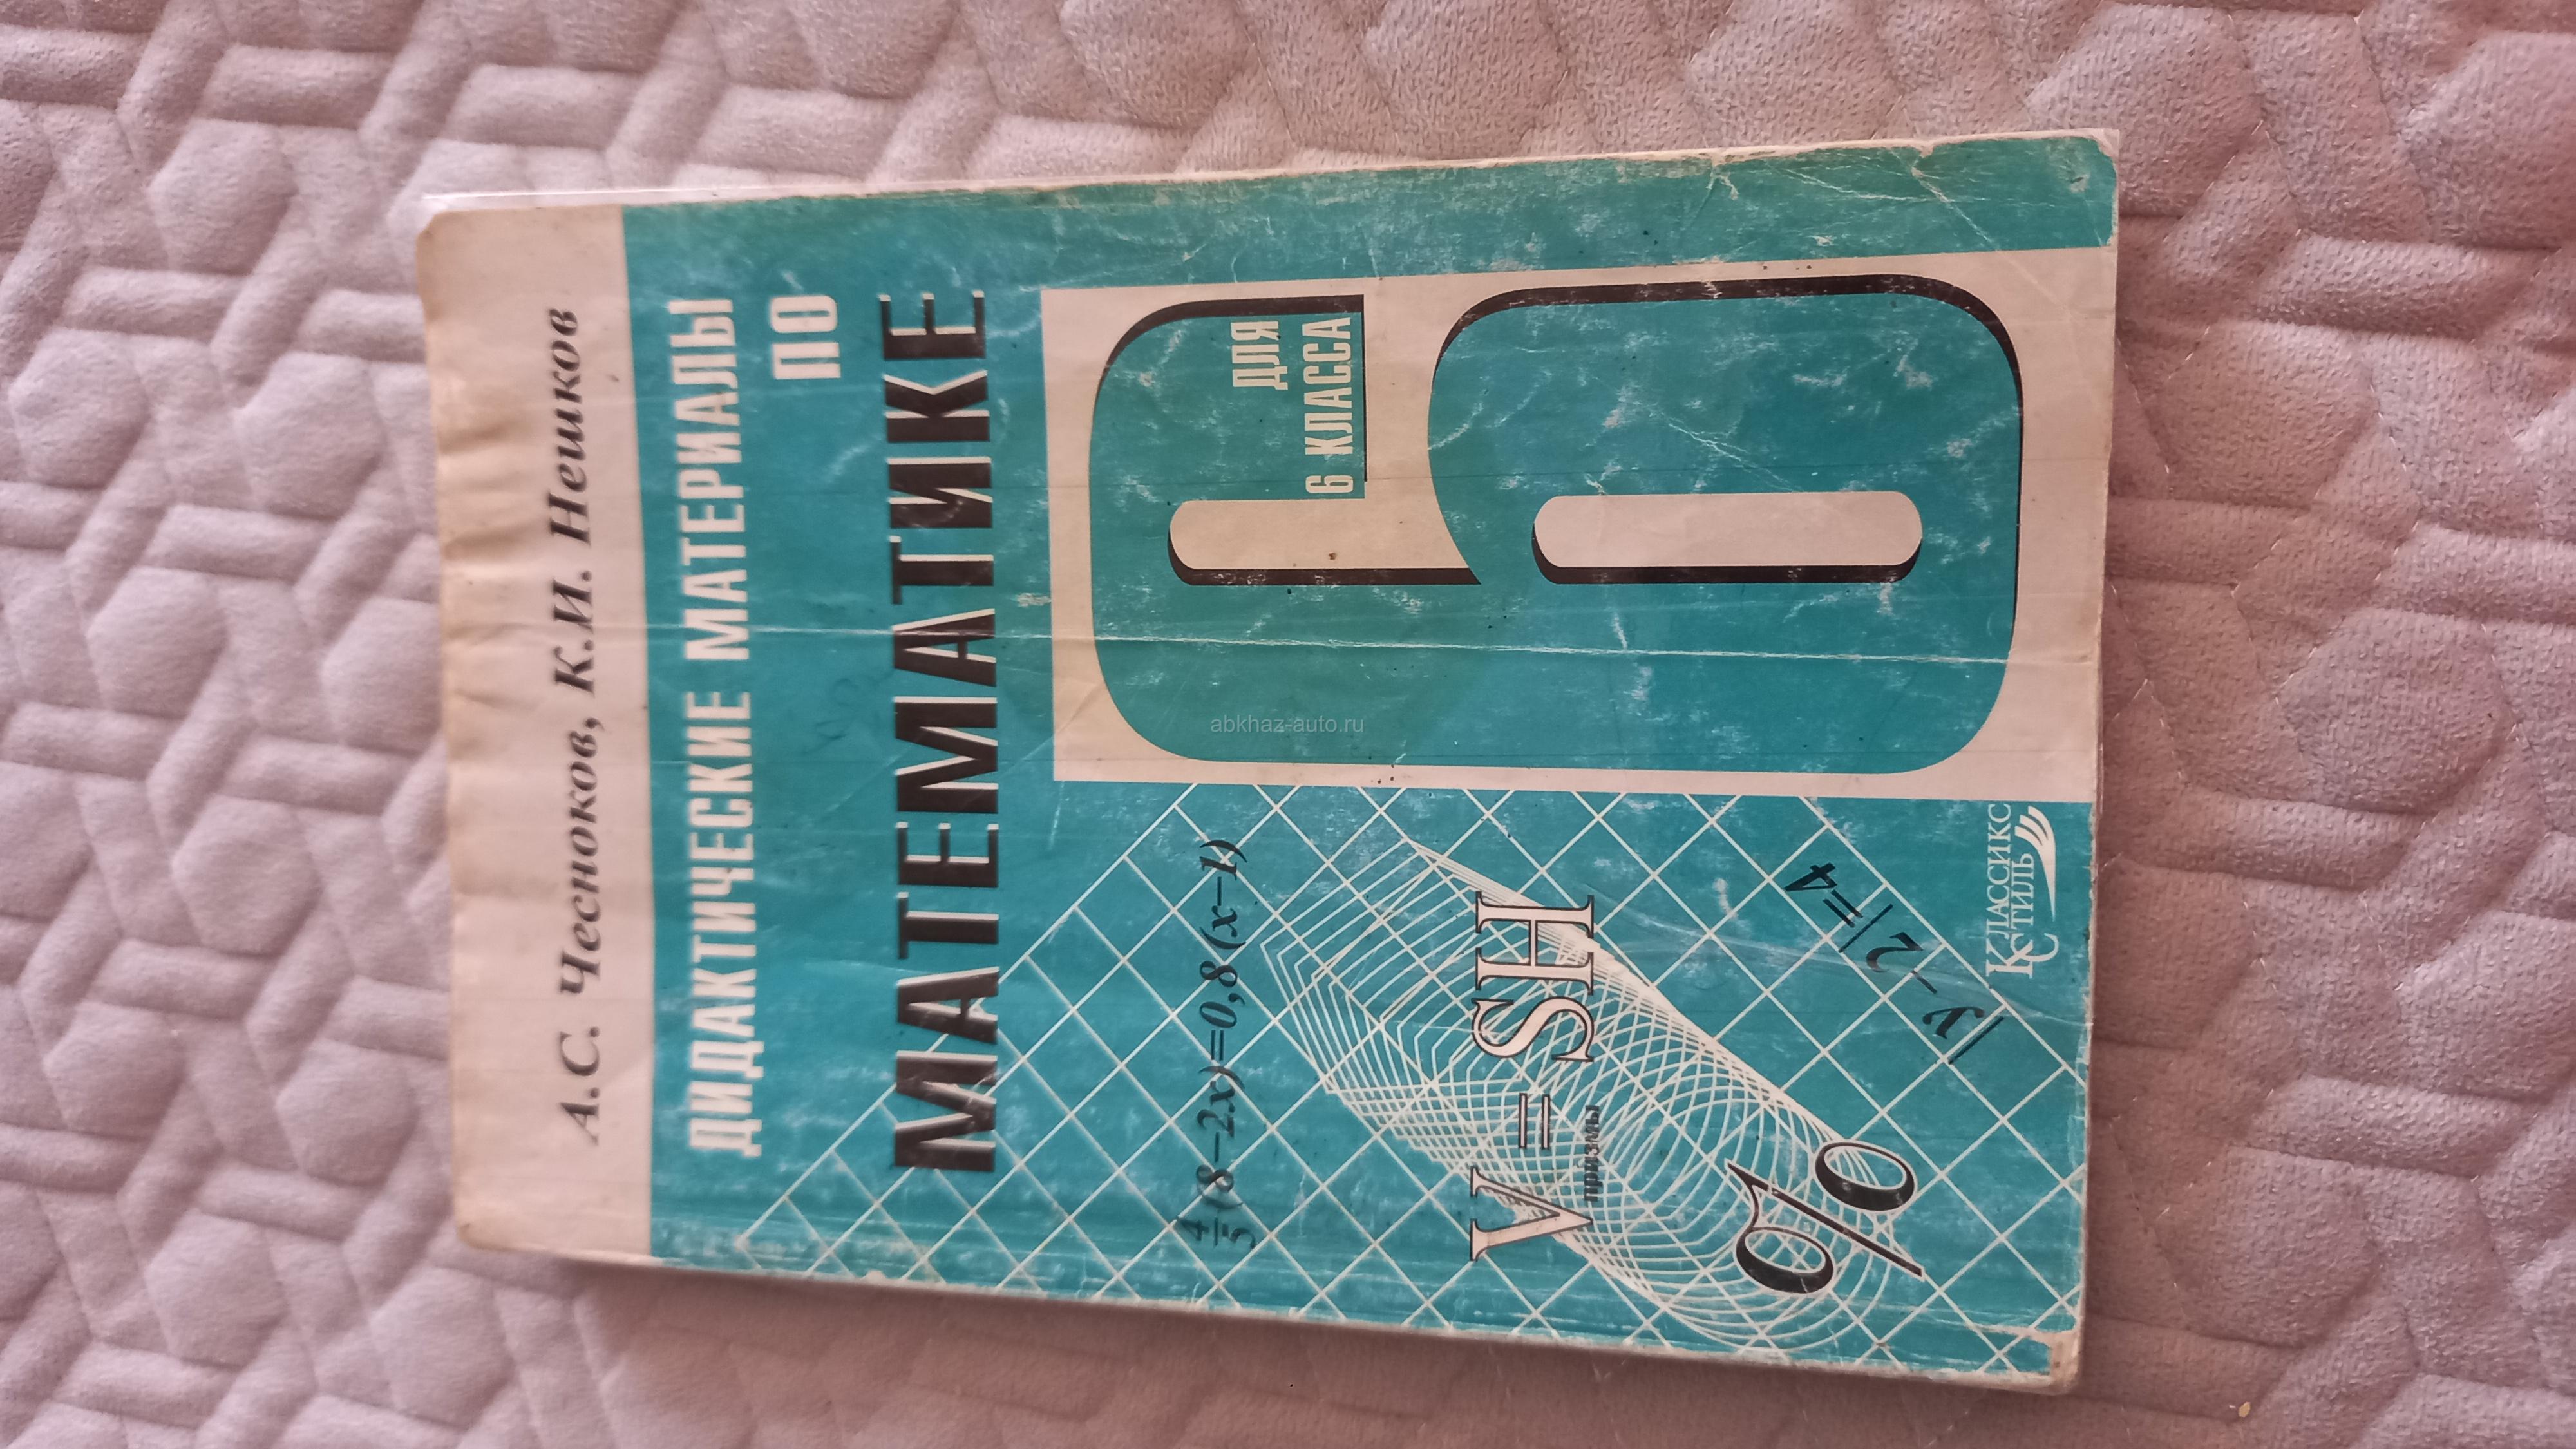 А.С. Чесноков, К.И. Нешков
ДИДАКТИЧЕСКИЕ МАТЕРИАЛЫ
ПО
МАТЕМАТИКЕ
ДЛЯ
6 КЛАССА
6
4/5(8−2x)=0,8(x−1)
V = SH
призмы
%
|y−2|=4
КЛАССИКС
СТИЛЬ
abkhaz-auto.ru